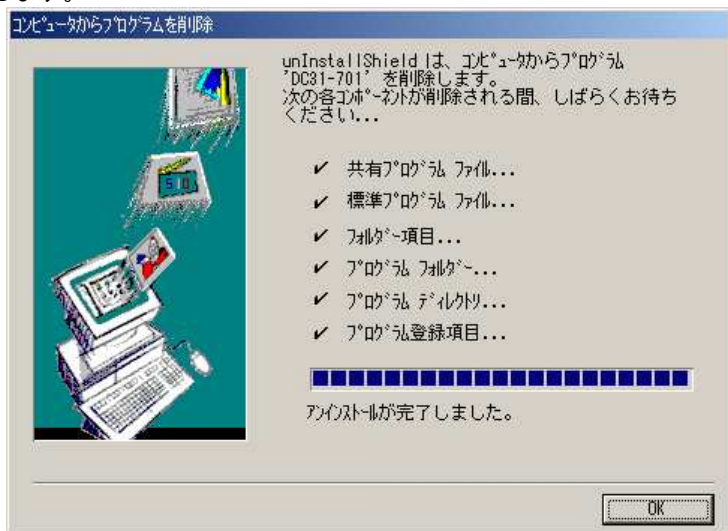 します。
コンピュータからプログラムを削除
unInstallShield は、コンピュータからプログラム
'DC31-701' を削除します。
次の各コンポーネントが削除される間、しばらくお待ち
ください...
✔ 共有プログラム ファイル...
✔ 標準プログラム ファイル...
✔ フォルダー項目...
✔ プログラム フォルダー...
✔ プログラム ディレクトリ...
✔ プログラム登録項目...
アンインストールが完了しました。
OK